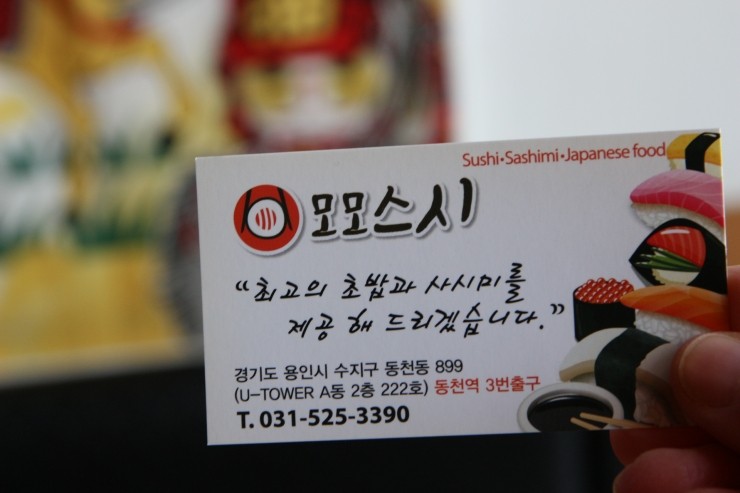 Sushi·Sashimi·Japanese food
모모스시
“최고의 초밥과 사시미를
제공 해 드리겠습니다.”
경기도 용인시 수지구 동천동 899
(U-TOWER A동 2층 222호) 동천역 3번출구
T. 031-525-3390